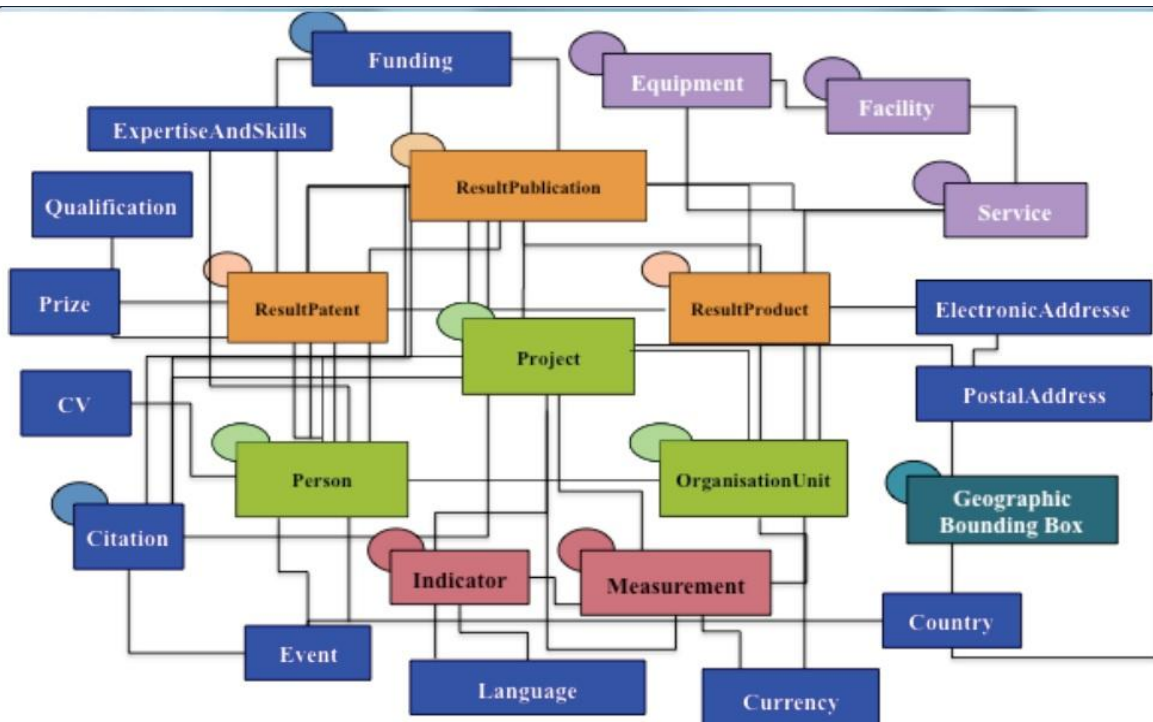 Funding
Equipment
Facility
ExpertiseAndSkills
ResultPublication
Qualification
Service
Prize
ResultPatent
ResultProduct
ElectronicAddresse
Project
CV
PostalAddress
Person
OrganisationUnit
Geographic
Bounding Box
Citation
Indicator
Measurement
Country
Event
Language
Currency